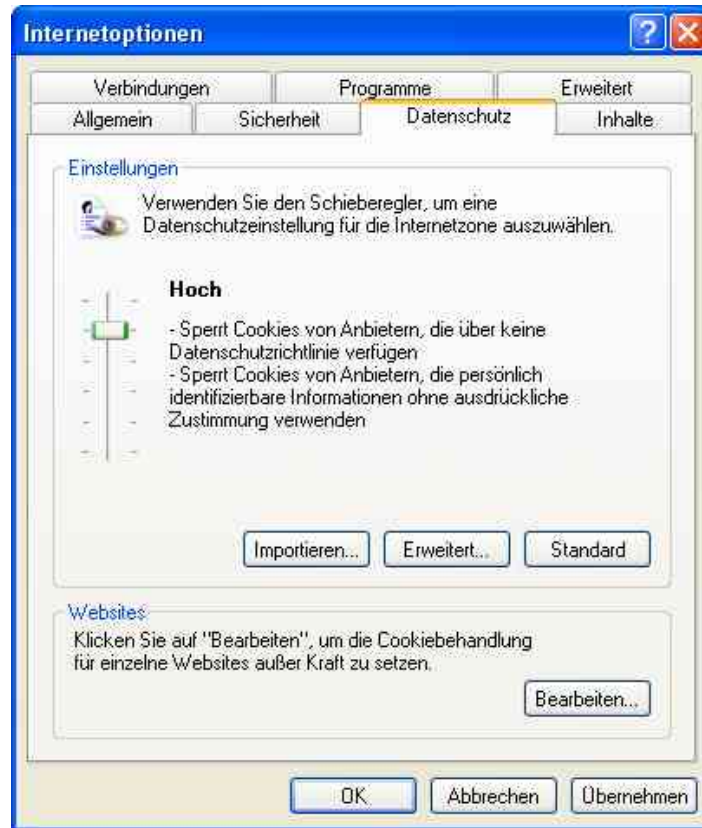 Internetoptionen
Verbindungen Programme Erweitert
Allgemein Sicherheit Datenschutz Inhalte
Einstellungen
Verwenden Sie den Schieberegler, um eine
Datenschutzeinstellung für die Internetzone auszuwählen.
Hoch
- Sperrt Cookies von Anbietern, die über keine
Datenschutzrichtlinie verfügen
- Sperrt Cookies von Anbietern, die persönlich
identifizierbare Informationen ohne ausdrückliche
Zustimmung verwenden
Importieren... Erweitert... Standard
Websites
Klicken Sie auf "Bearbeiten", um die Cookiebehandlung
für einzelne Websites außer Kraft zu setzen.
Bearbeiten...
OK Abbrechen Übernehmen